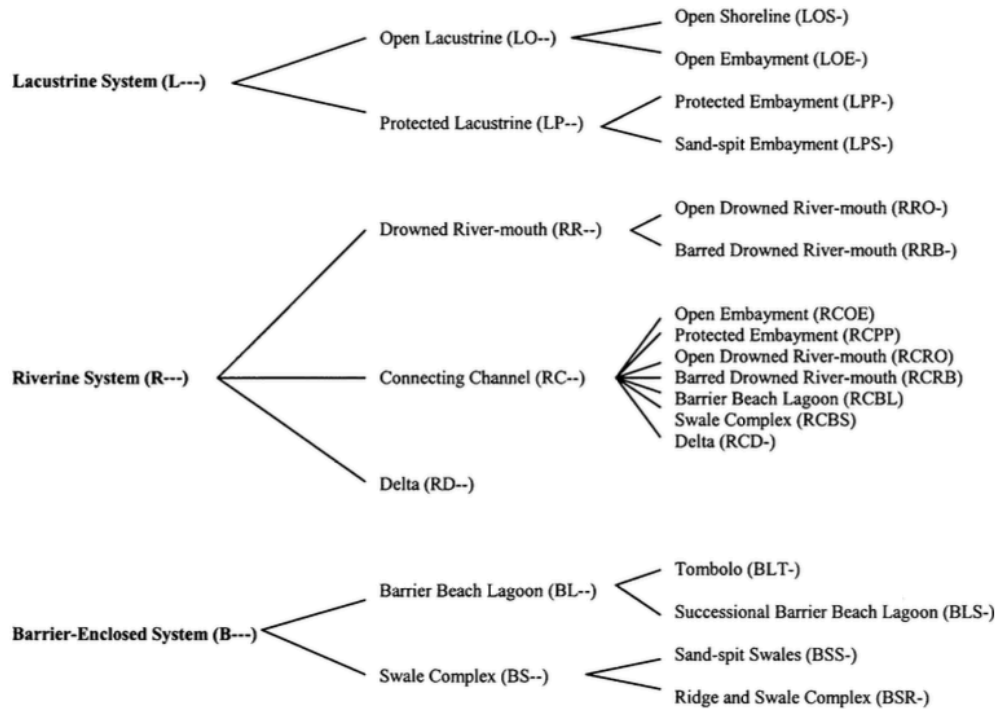 Lacustrine System (L---)
Open Lacustrine (LO--)
Open Shoreline (LOS-)
Open Embayment (LOE-)
Protected Lacustrine (LP--)
Protected Embayment (LPP-)
Sand-spit Embayment (LPS-)
Riverine System (R---)
Drowned River-mouth (RR--)
Open Drowned River-mouth (RRO-)
Barred Drowned River-mouth (RRB-)
Connecting Channel (RC--)
Open Embayment (RCOE)
Protected Embayment (RCPP)
Open Drowned River-mouth (RCRO)
Barred Drowned River-mouth (RCRB)
Barrier Beach Lagoon (RCBL)
Swale Complex (RCBS)
Delta (RCD-)
Delta (RD--)
Barrier-Enclosed System (B---)
Barrier Beach Lagoon (BL--)
Tombolo (BLT-)
Successional Barrier Beach Lagoon (BLS-)
Swale Complex (BS--)
Sand-spit Swales (BSS-)
Ridge and Swale Complex (BSR-)